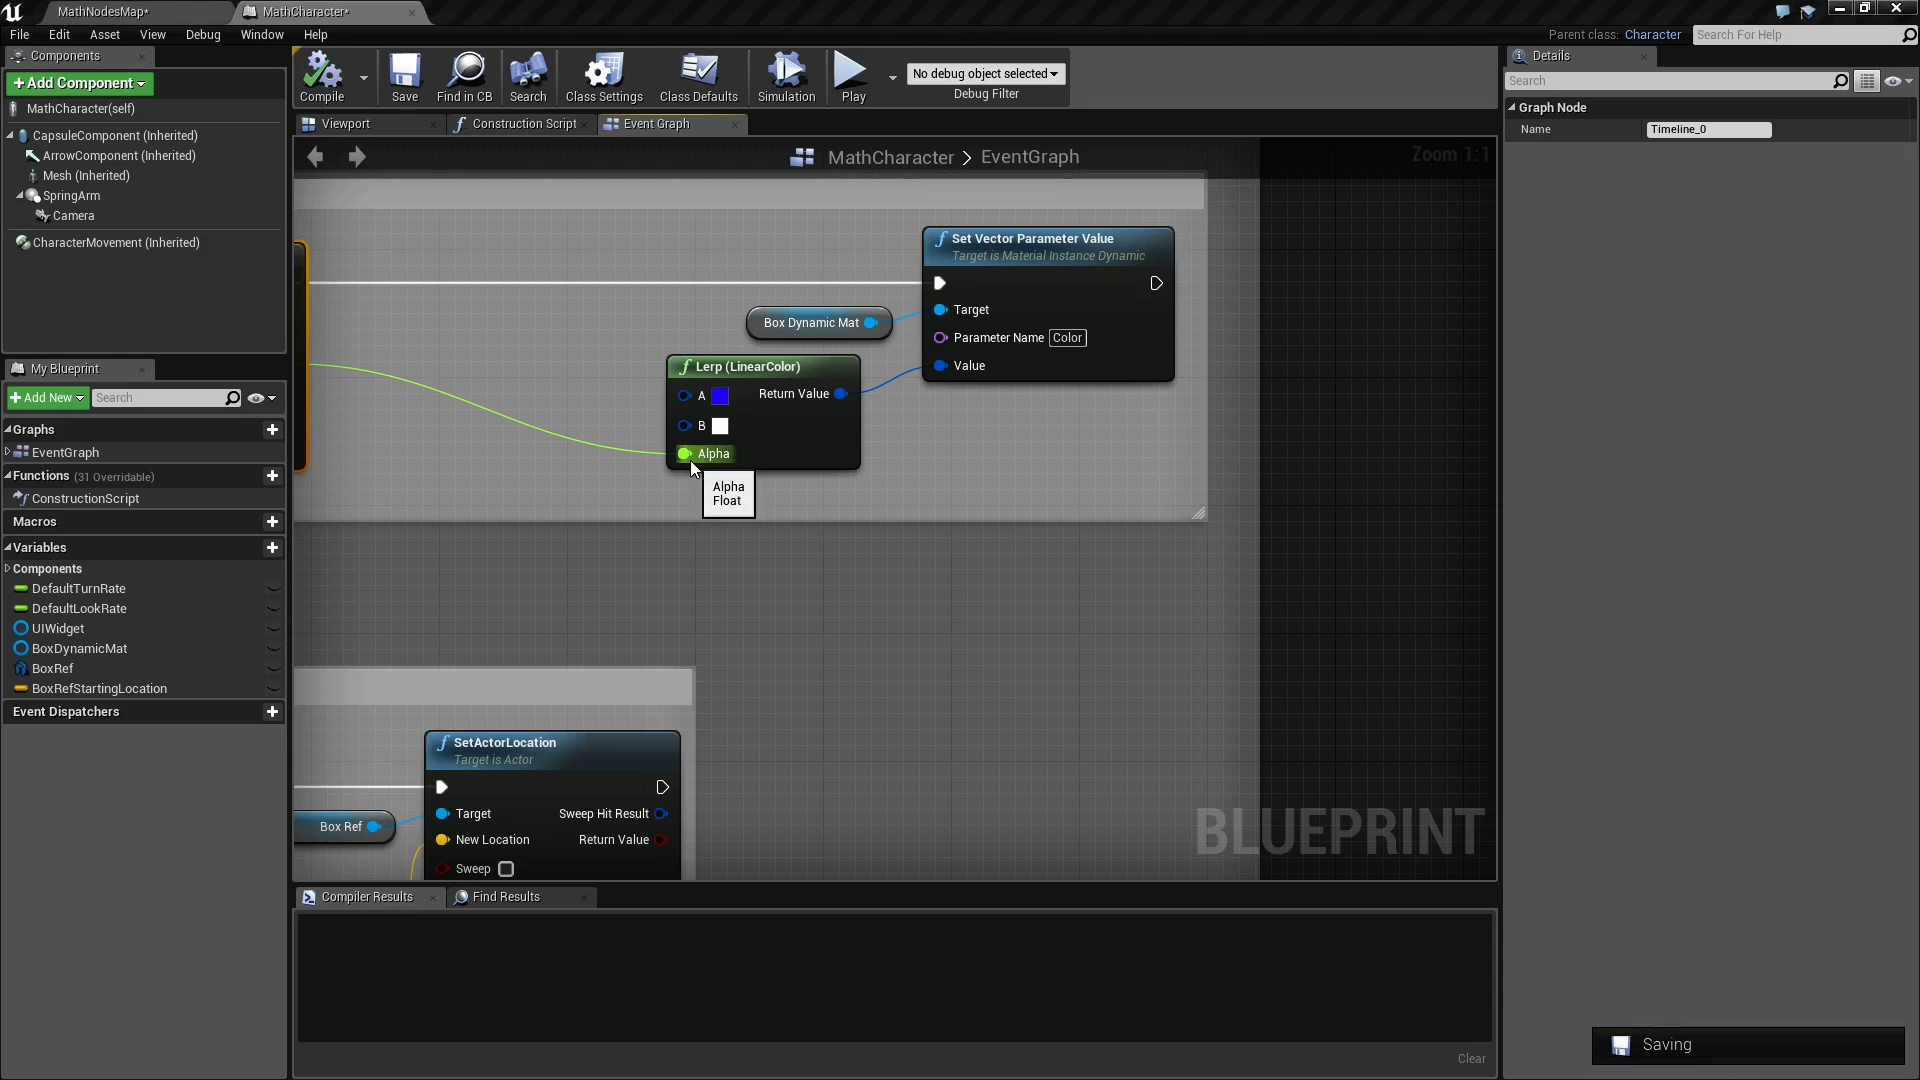 MathNodesMap*
MathCharacter*
File Edit Asset View Debug Window Help
Parent class: Character
Search For Help
Components
+ Add Component
MathCharacter(self)
CapsuleComponent (Inherited)
ArrowComponent (Inherited)
Mesh (Inherited)
SpringArm
Camera
CharacterMovement (Inherited)
Compile
Save
Find in CB
Search
Class Settings
Class Defaults
Simulation
Play
No debug object selected
Debug Filter
Viewport
Construction Script
Event Graph
MathCharacter > EventGraph
Zoom 1:1
Set Vector Parameter Value
Target is Material Instance Dynamic
Target
Parameter Name Color
Value
Box Dynamic Mat
Lerp (LinearColor)
A
Return Value
B
Alpha
Alpha
Float
SetActorLocation
Target is Actor
Target
Sweep Hit Result
New Location
Return Value
Sweep
Box Ref
BLUEPRINT
My Blueprint
+ Add New
Search
Graphs
EventGraph
Functions (31 Overridable)
ConstructionScript
Macros
Variables
Components
DefaultTurnRate
DefaultLookRate
UIWidget
BoxDynamicMat
BoxRef
BoxRefStartingLocation
Event Dispatchers
Compiler Results
Find Results
Clear
Details
Search
Graph Node
Name
Timeline_0
Saving